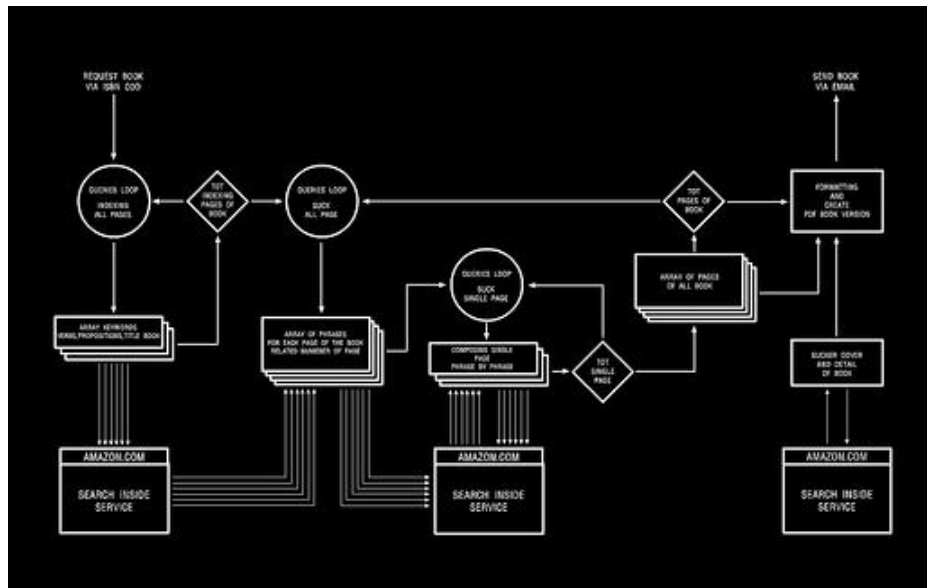 REQUEST BOOK
VIA ISBN COD
SEND BOOK
VIA EMAIL
QUERIES LOOP
INDEXING
ALL PAGES
TOT
INDEXING
PAGES OF
BOOK
QUERIES LOOP
SUCK
ALL PAGE
TOT
PAGES OF
BOOK
FORMATTING
AND
CREATE
PDF BOOK VERSION
QUERIES LOOP
SUCK
SINGLE PAGE
ARRAY OF PAGES
OF ALL BOOK
ARRAY KEYWORDS
VERBS,PROPOSITIONS,TITLE BOOK
ARRAY OF PHRASES
FOR EACH PAGE OF THE BOOK
RELATED OF PAGE
COMPOSING SINGLE
PAGE
PHRASE BY PHRASE
TOT
SINGLE
PAGE
SUCKER COVER
AND DETAIL
OF BOOK
AMAZON.COM
SEARCH INSIDE
SERVICE
AMAZON.COM
SEARCH INSIDE
SERVICE
AMAZON.COM
SEARCH INSIDE
SERVICE